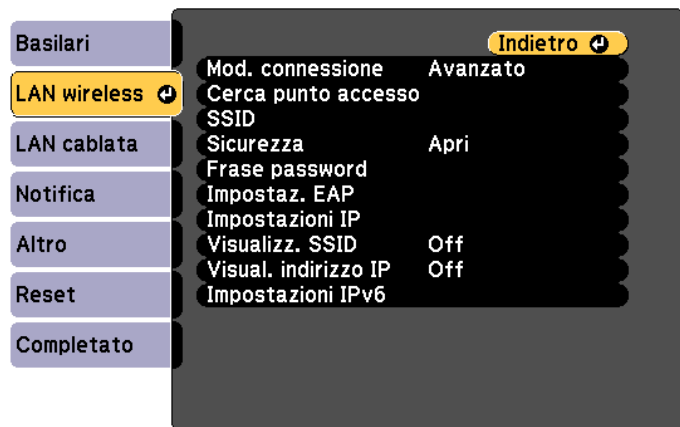 Basilari
LAN wireless
LAN cablata
Notifica
Altro
Reset
Completato
Indietro
Mod. connessione Avanzato
Cerca punto accesso
SSID
Sicurezza Apri
Frase password
Impostaz. EAP
Impostazioni IP
Visualizz. SSID Off
Visual. indirizzo IP Off
Impostazioni IPv6